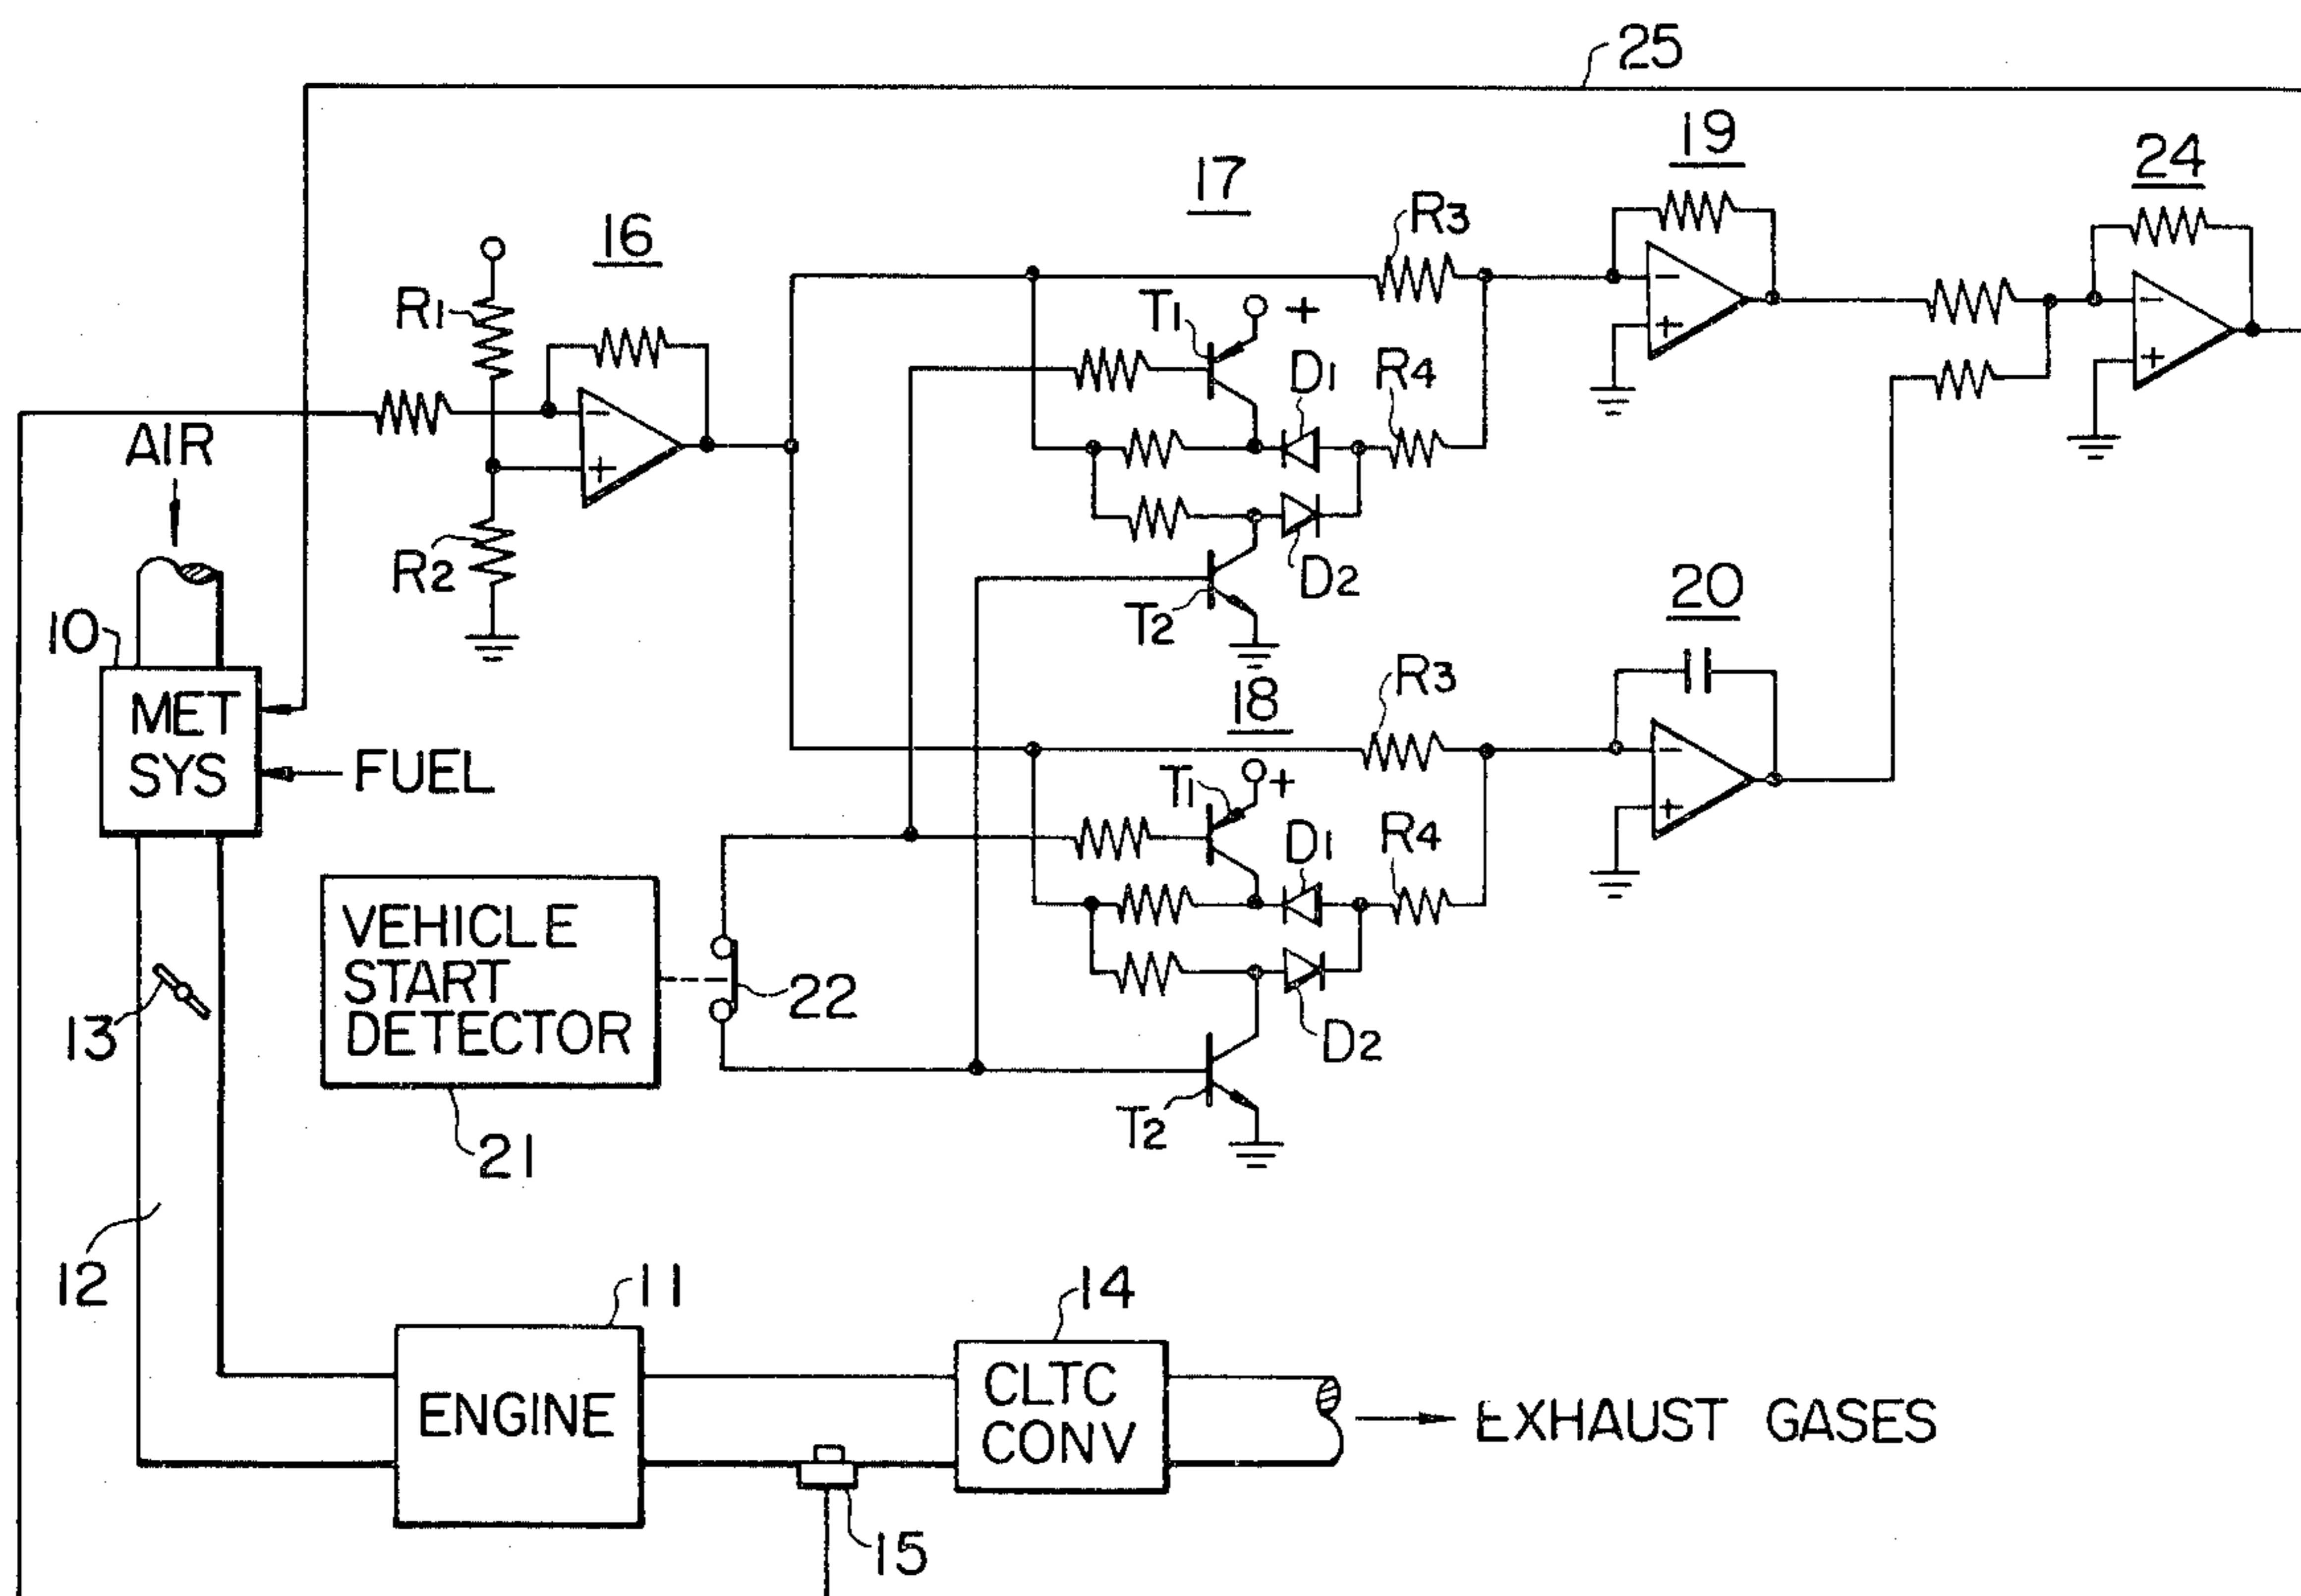 25
19
24
17
16
R3
R1
T1
+
D1
R4
−
+
−
+
−
+
AIR
R2
T2
D2
20
10
MET
SYS
FUEL
18
R3
T1
+
D1
R4
−
+
VEHICLE
START
DETECTOR
22
13
D2
T2
21
12
11
14
ENGINE
CLTC
CONV
EXHAUST GASES
15